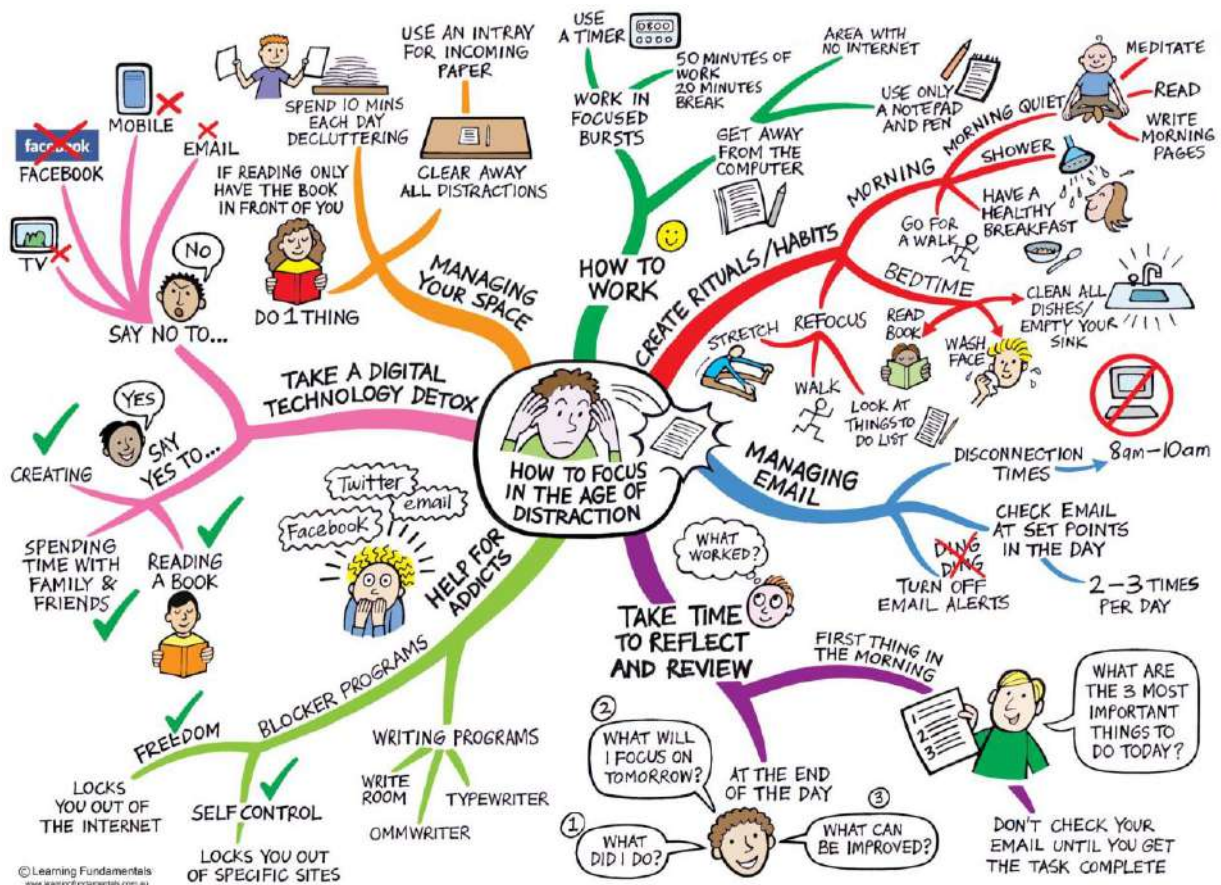 HOW TO FOCUS
IN THE AGE OF
DISTRACTION
HOW TO
WORK
WORK IN
FOCUSED
BURSTS
USE
A TIMER
50 MINUTES OF
WORK
20 MINUTES
BREAK
GET AWAY
FROM THE
COMPUTER
AREA WITH
NO INTERNET
USE ONLY
A NOTEPAD
AND PEN
CREATE RITUALS/HABITS
MORNING
MORNING QUIET
MEDITATE
READ
WRITE
MORNING
PAGES
SHOWER
HAVE A
HEALTHY
BREAKFAST
GO FOR
A WALK
BEDTIME
CLEAN ALL
DISHES/
EMPTY YOUR
SINK
WASH
FACE
READ
BOOK
REFOCUS
STRETCH
WALK
LOOK AT
THINGS TO
DO LIST
MANAGING
EMAIL
DISCONNECTION
TIMES
8am-10am
CHECK EMAIL
AT SET POINTS
IN THE DAY
2-3 TIMES
PER DAY
DING
DING
TURN OFF
EMAIL ALERTS
TAKE TIME
TO REFLECT
AND REVIEW
WHAT
WORKED?
FIRST THING IN
THE MORNING
1
2
3
WHAT ARE
THE 3 MOST
IMPORTANT
THINGS TO
DO TODAY?
DON'T CHECK YOUR
EMAIL UNTIL YOU GET
THE TASK COMPLETE
AT THE END
OF THE DAY
1
WHAT
DID I DO?
2
WHAT WILL
I FOCUS ON
TOMORROW?
3
WHAT CAN
BE IMPROVED?
HELP FOR
ADDICTS
Twitter
email
Facebook
WRITING PROGRAMS
WRITE
ROOM
OMMWRITER
TYPEWRITER
BLOCKER PROGRAMS
FREEDOM
LOCKS
YOU OUT OF
THE INTERNET
SELF CONTROL
LOCKS YOU OUT
OF SPECIFIC SITES
TAKE A DIGITAL
TECHNOLOGY DETOX
SAY NO TO...
NO
TV
facebook
FACEBOOK
MOBILE
EMAIL
YES
SAY
YES TO...
CREATING
SPENDING
TIME WITH
FAMILY &
FRIENDS
READING
A BOOK
MANAGING
YOUR SPACE
SPEND 10 MINS
EACH DAY
DECLUTTERING
USE AN INTRAY
FOR INCOMING
PAPER
CLEAR AWAY
ALL DISTRACTIONS
IF READING ONLY
HAVE THE BOOK
IN FRONT OF YOU
DO 1 THING
© Learning Fundamentals
www.learningfundamentals.com.au